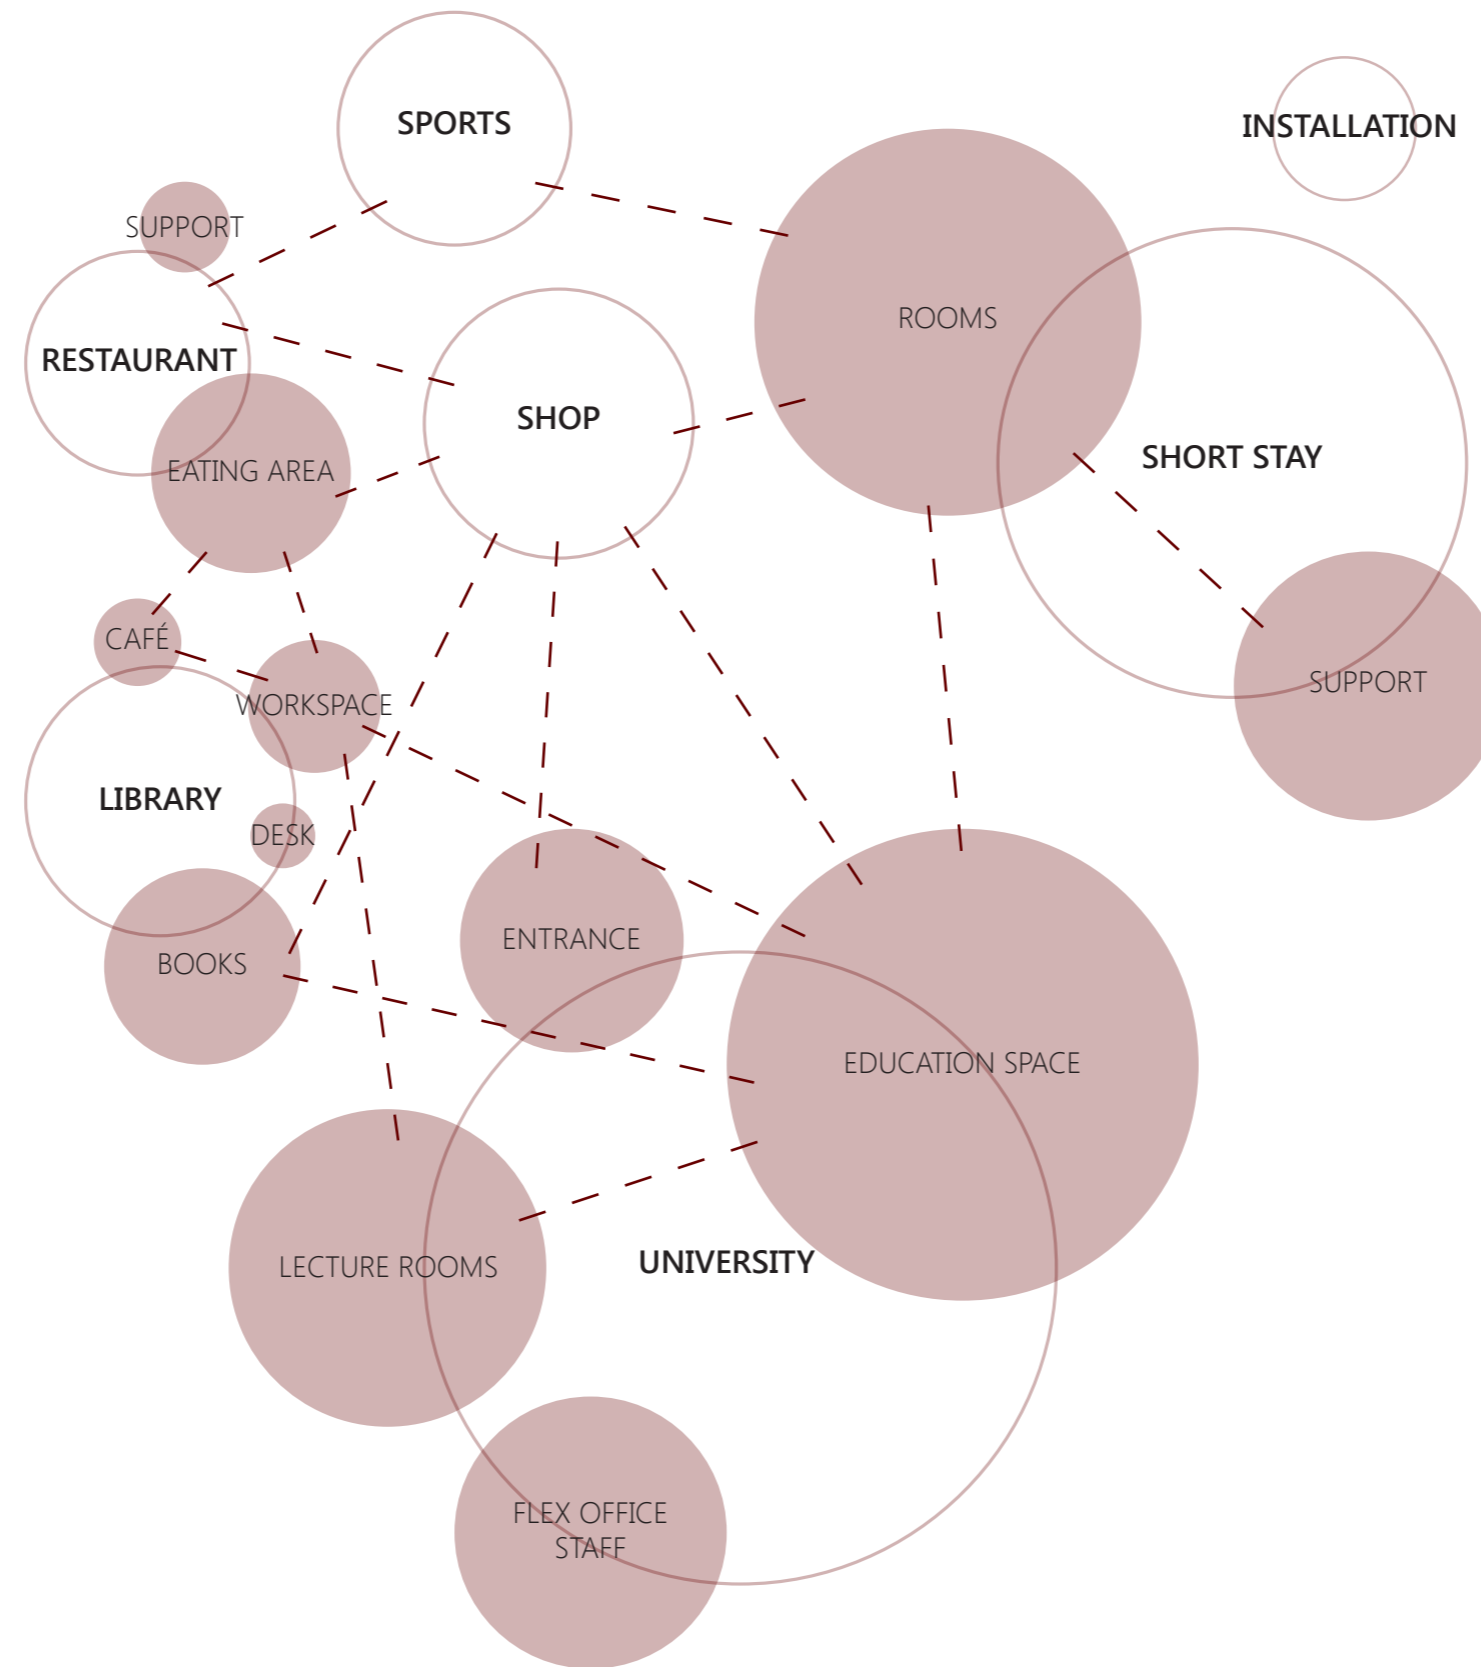 SPORTS
INSTALLATION
SUPPORT
ROOMS
RESTAURANT
SHOP
SHORT STAY
EATING AREA
CAFÉ
SUPPORT
WORKSPACE
LIBRARY
DESK
ENTRANCE
BOOKS
EDUCATION SPACE
UNIVERSITY
LECTURE ROOMS
FLEX OFFICE
STAFF